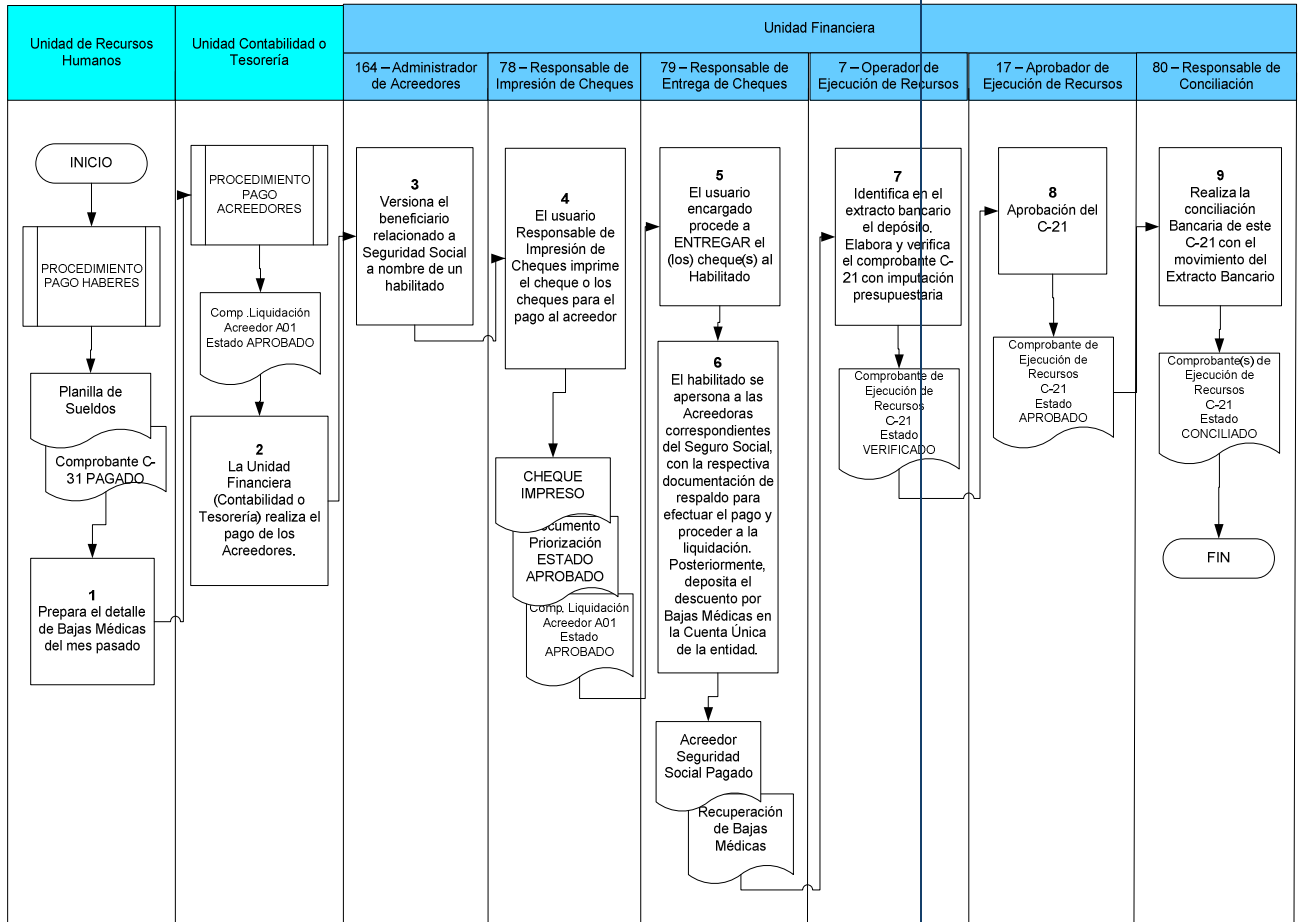 Unidad de Recursos
Humanos
Unidad Contabilidad o
Tesorería
Unidad Financiera
164 – Administrador
de Acreedores
78 – Responsable de
Impresión de Cheques
79 – Responsable de
Entrega de Cheques
7 – Operador de
Ejecución de Recursos
17 – Aprobador de
Ejecución de Recursos
80 – Responsable de
Conciliación
INICIO
PROCEDIMIENTO
PAGO HABERES
Planilla de
Sueldos
Comprobante C-
31 PAGADO
1
Prepara el detalle
de Bajas Médicas
del mes pasado
PROCEDIMIENTO
PAGO
ACREEDORES
Comp .Liquidación
Acreedor A01
Estado APROBADO
2
La Unidad
Financiera
(Contabilidad o
Tesorería) realiza el
pago de los
Acreedores.
3
Versiona el
beneficiario
relacionado a
Seguridad Social
a nombre de un
habilitado
4
El usuario
Responsable de
Impresión de
Cheques imprime
el cheque o los
cheques para el
pago al acreedor
CHEQUE
IMPRESO
ocumento
Priorización
ESTADO
APROBADO
Comp. Liquidación
Acreedor A01
Estado
APROBADO
5
El usuario
encargado
procede a
ENTREGAR el
(los) cheque(s) al
Habilitado
6
El habilitado se
apersona a las
Acreedoras
correspondientes
del Seguro Social,
con la respectiva
documentación de
respaldo para
efectuar el pago y
proceder a la
liquidación.
Posteriormente,
deposita el
descuento por
Bajas Médicas en
la Cuenta Única
de la entidad.
Acreedor
Seguridad
Social Pagado
Recuperación
de Bajas
Médicas
7
Identifica en el
extracto bancario
el depósito.
Elabora y verifica
el comprobante C-
21 con imputación
presupuestaria
Comprobante de
Ejecución de
Recursos
C-21
Estado
VERIFICADO
8
Aprobación del
C-21
Comprobante de
Ejecución de
Recursos
C-21
Estado
APROBADO
9
Realiza la
conciliación
Bancaria de este
C-21 con el
movimiento del
Extracto Bancario
Comprobante(s) de
Ejecución de
Recursos
C-21
Estado
CONCILIADO
FIN